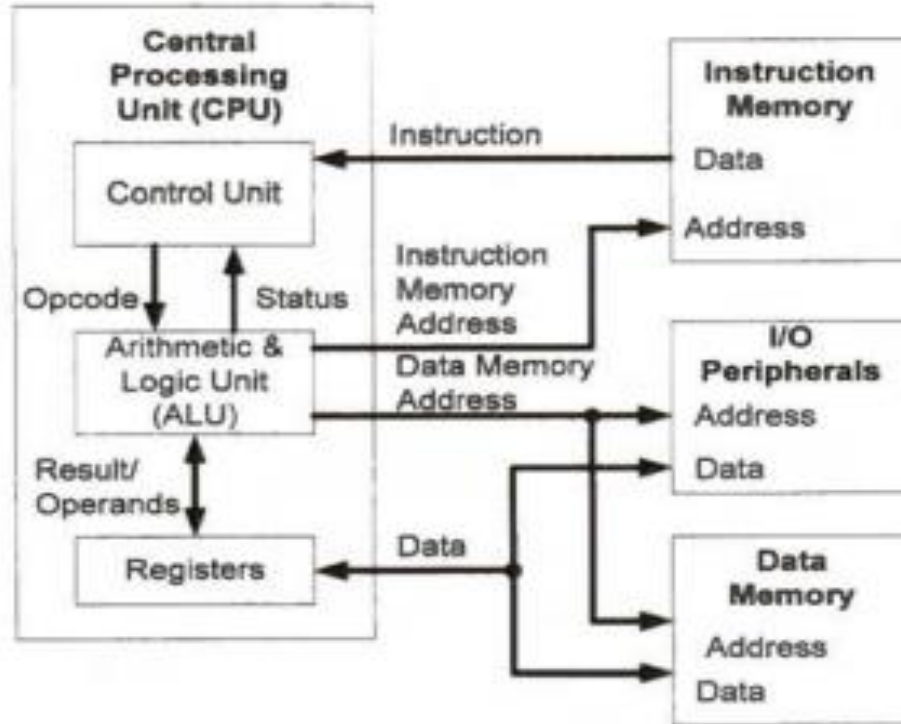 Central
Processing
Unit (CPU)
Control Unit
Opcode
Status
Arithmetic &
Logic Unit
(ALU)
Result/
Operands
Registers
Instruction
Instruction
Memory
Address
Data Memory
Address
Data
Instruction
Memory
Data
Address
I/O
Peripherals
Address
Data
Data
Memory
Address
Data